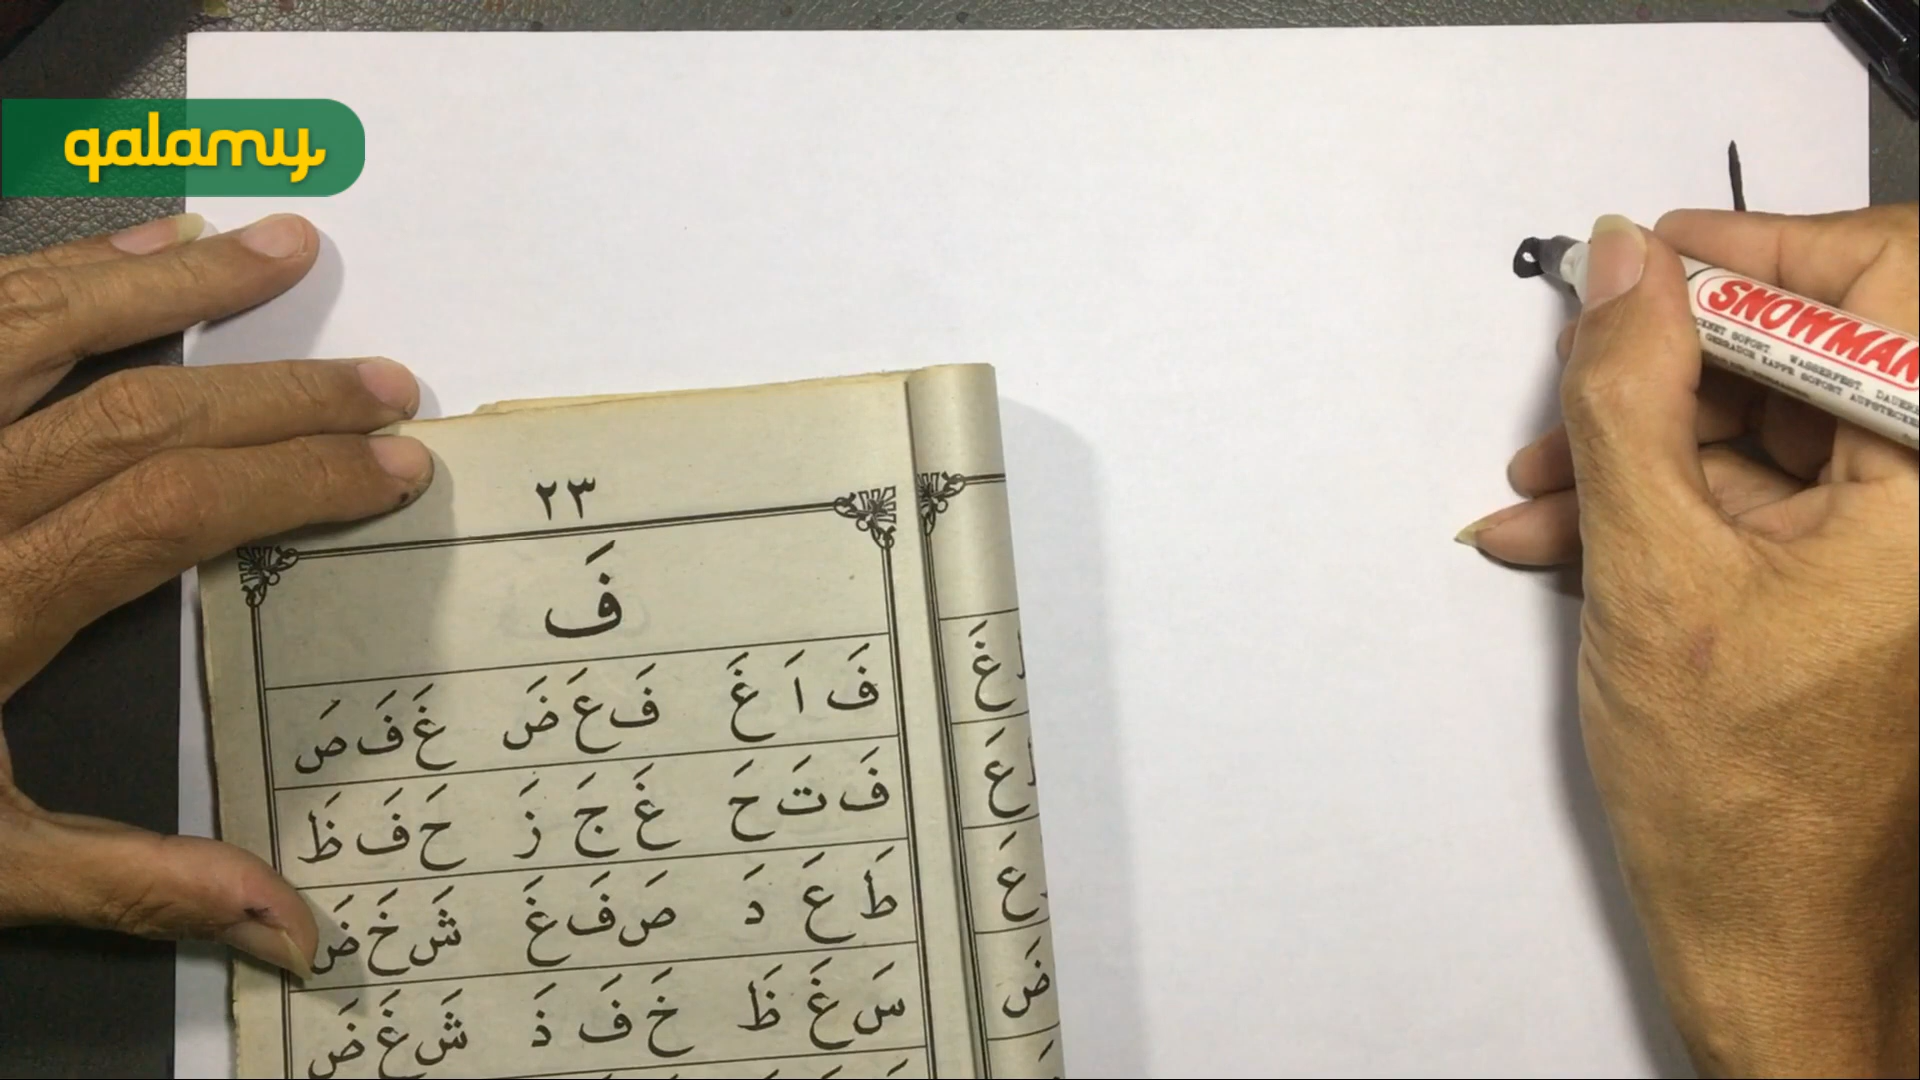 qalamy
SNOWMAN
٢٣
فَ
فَ اَ غَ فَ عَ ضَ غَ فَ صَ
فَ تَ حَ غَ جَ زَ حَ فَ ظَ
طَ عَ دَ صَ فَ غَ شَ خَ ضَ
سَ غَ ظَ خَ فَ ذَ شَ غَ ضَ
غَ
عَ
عَ
ضَ